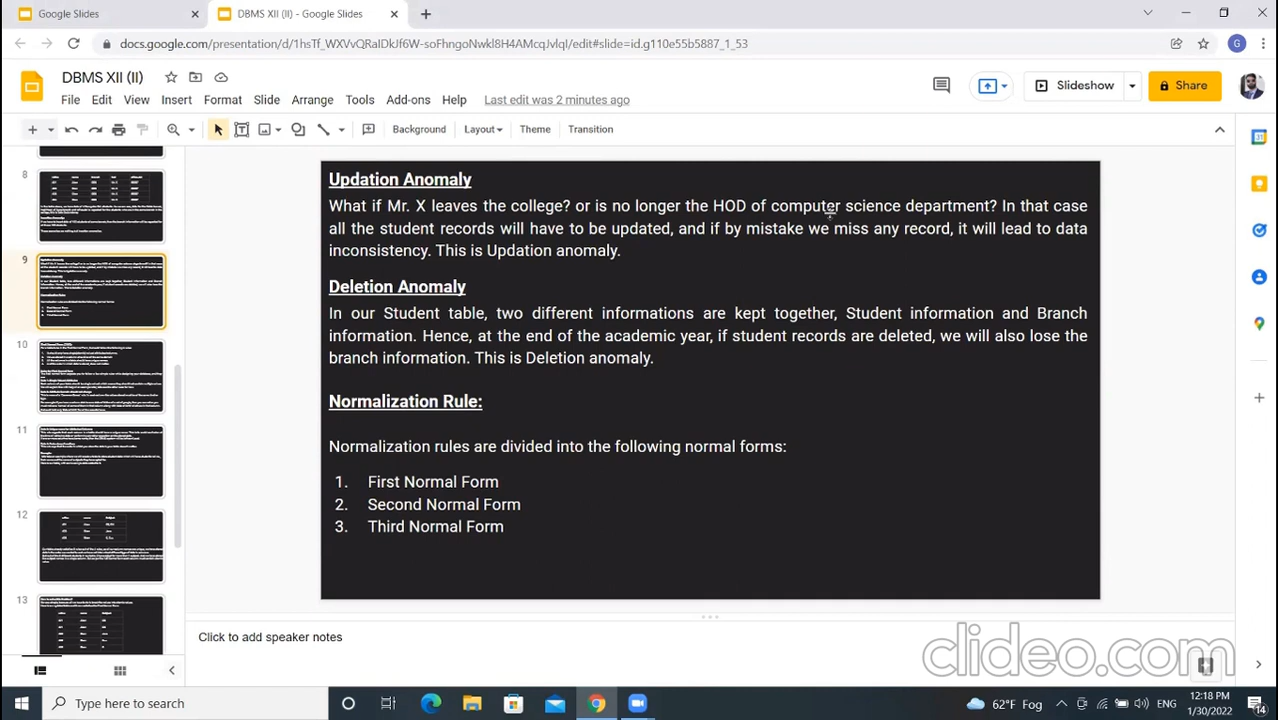 Google Slides
DBMS XII (II) - Google Slides
docs.google.com/presentation/d/1hsTf_WXVvQRaIDkJf6W-soFhngoNwkl8H4AMcqJvlqI/edit#slide=id.g110e55b5887_1_53
G
DBMS XII (II)
File Edit View Insert Format Slide Arrange Tools Add-ons Help Last edit was 2 minutes ago
Slideshow
Share
Background Layout Theme Transition
8
9
10
11
12
13
Updation Anomaly
What if Mr. X leaves the college? or is no longer the HOD of computer science department? In that case
all the student records will have to be updated, and if by mistake we miss any record, it will lead to data
inconsistency. This is Updation anomaly.
Deletion Anomaly
In our Student table, two different informations are kept together, Student information and Branch
information. Hence, at the end of the academic year, if student records are deleted, we will also lose the
branch information. This is Deletion anomaly.
Normalization Rule:
Normalization rules are divided into the following normal forms:
1. First Normal Form
2. Second Normal Form
3. Third Normal Form
Click to add speaker notes
clideo.com
Type here to search
62°F Fog
ENG
12:18 PM
1/30/2022
14